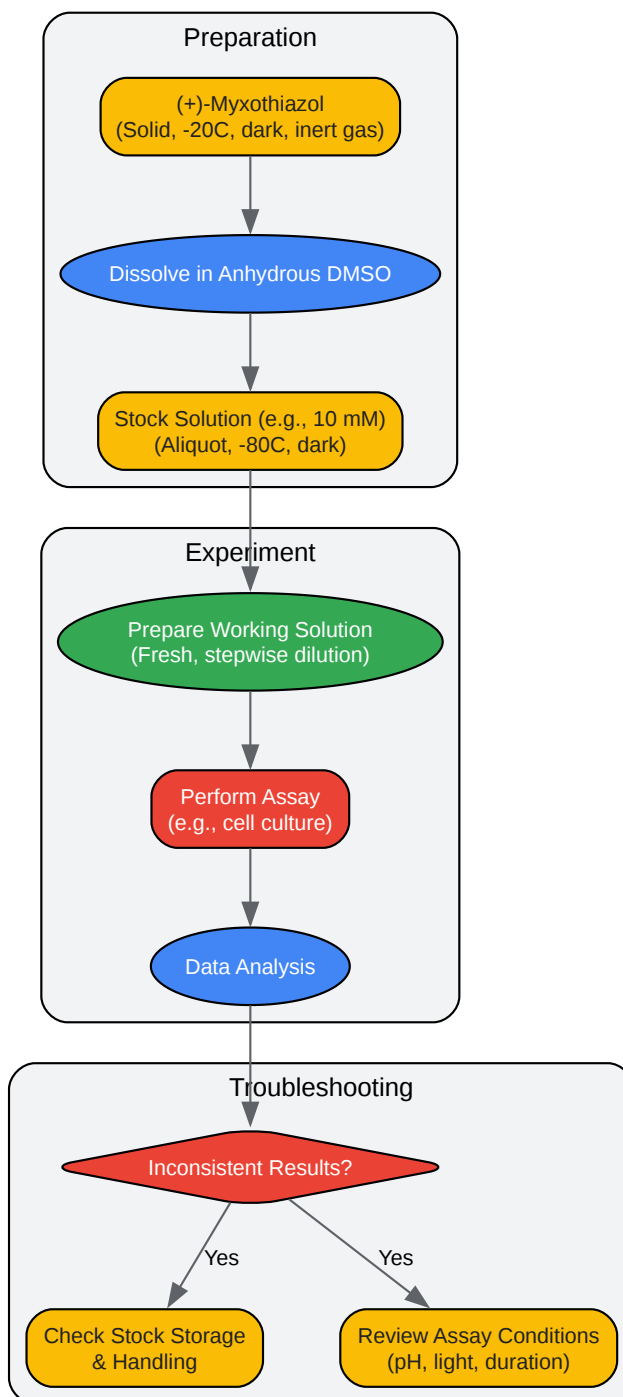 Preparation
(+)-Myxothiazol
(Solid, -20C, dark, inert gas)
Dissolve in Anhydrous DMSO
Stock Solution (e.g., 10 mM)
(Aliquot, -80C, dark)
Experiment
Prepare Working Solution
(Fresh, stepwise dilution)
Perform Assay
(e.g., cell culture)
Data Analysis
Troubleshooting
Inconsistent Results?
Yes
Yes
Check Stock Storage
& Handling
Review Assay Conditions
(pH, light, duration)